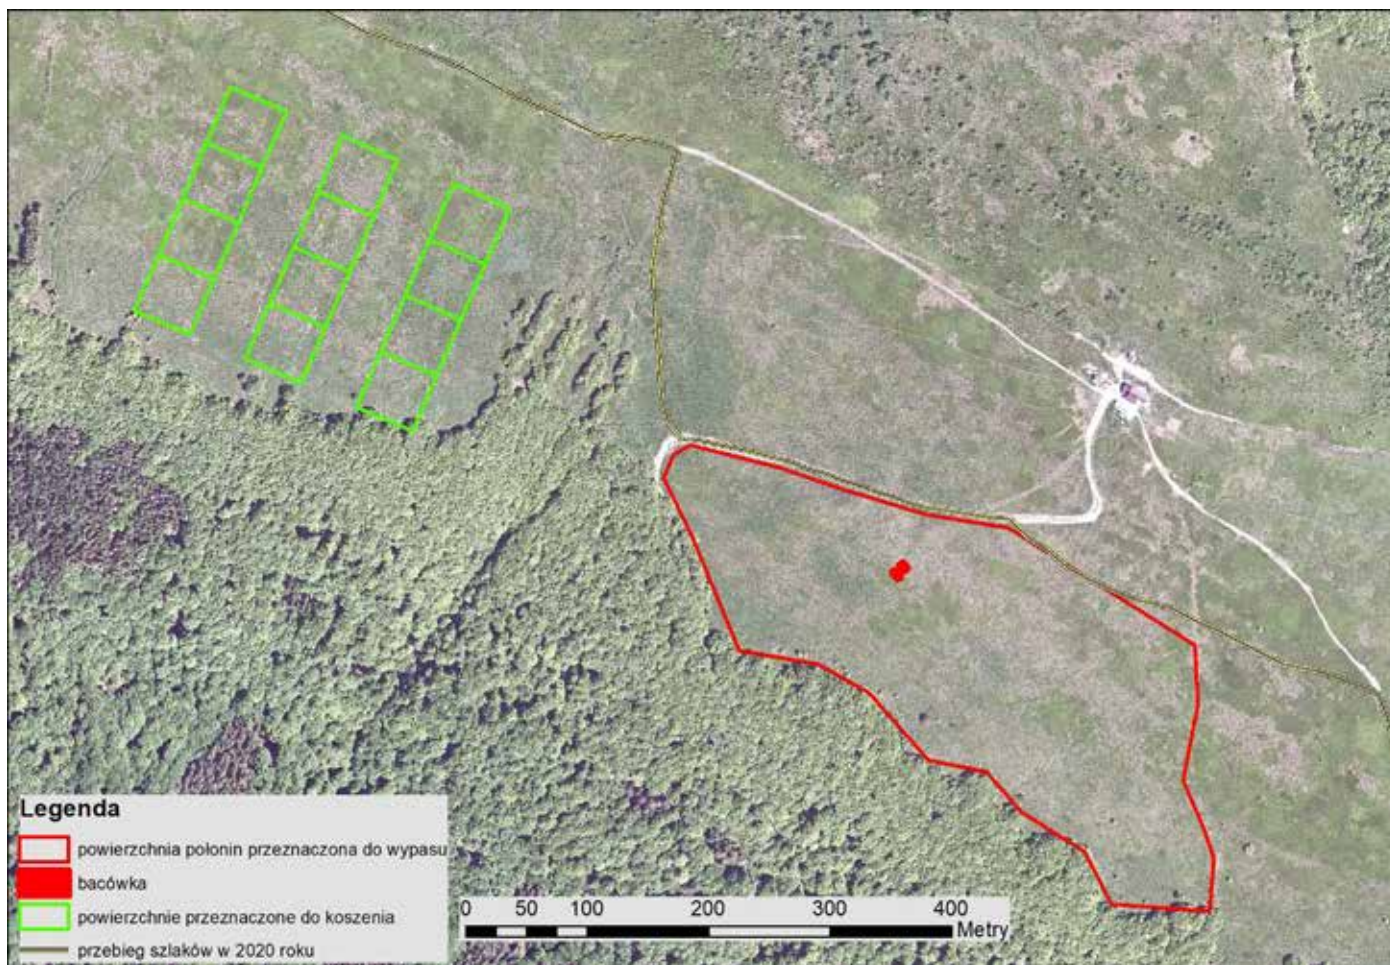 Legenda
powierzchnia połonin przeznaczona do wypasu
bacówka
powierzchnie przeznaczone do koszenia
przebieg szlaków w 2020 roku
0 50 100 200 300 400
Metry